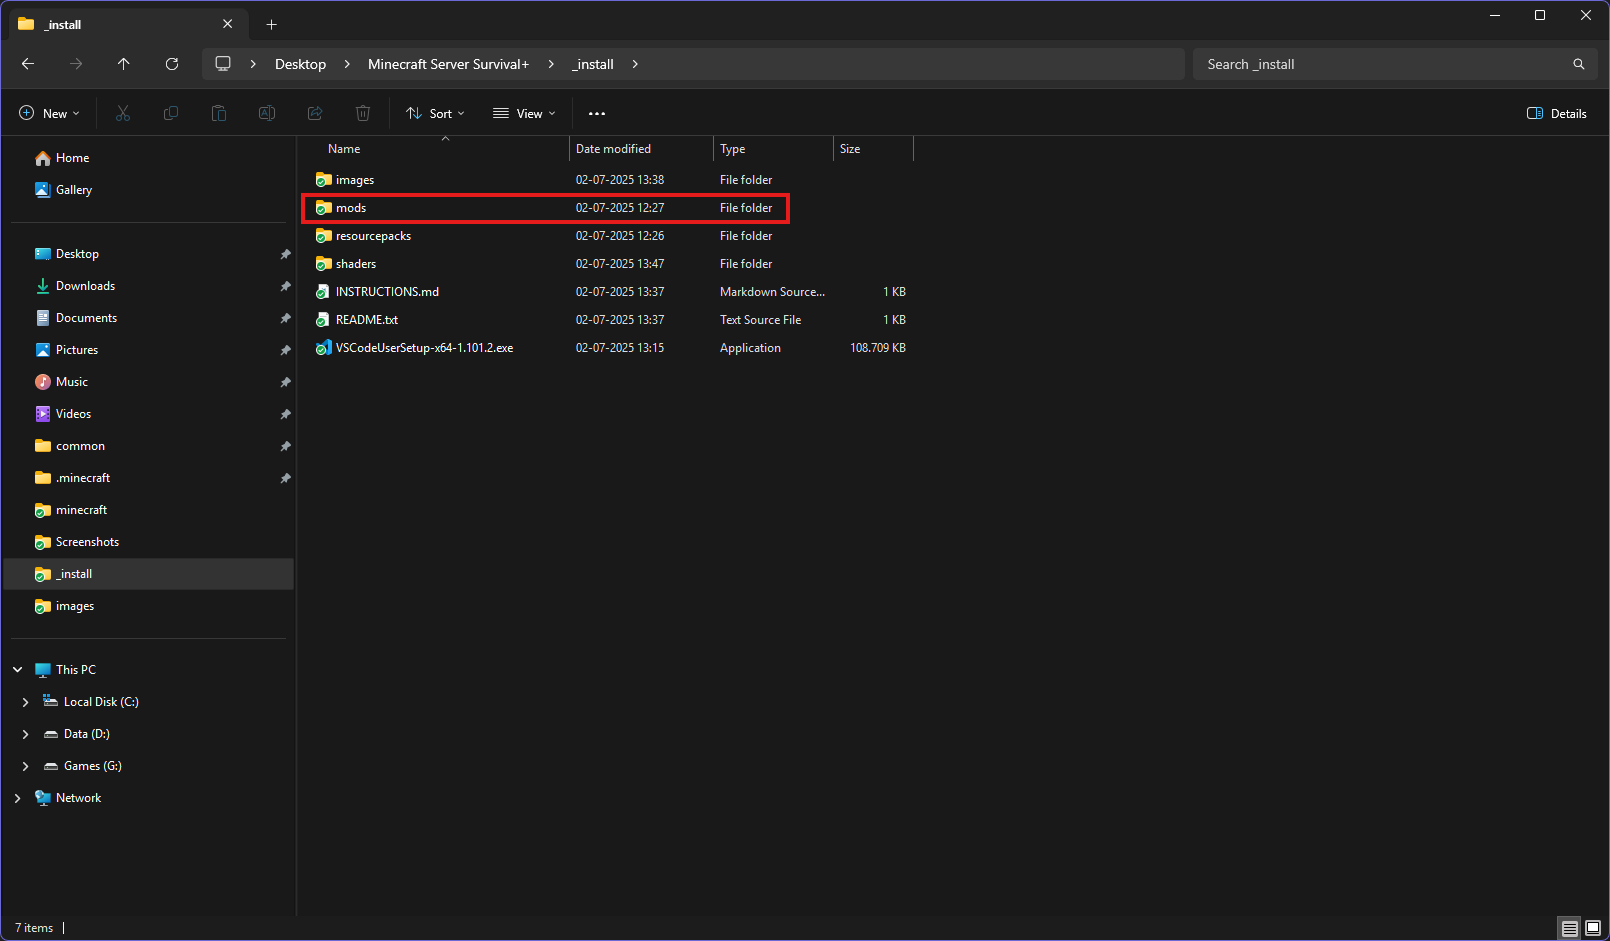 _install
Desktop > Minecraft Server Survival+ > _install >
Search _install
New
Sort
View
Details
Home
Gallery
Desktop
Downloads
Documents
Pictures
Music
Videos
common
.minecraft
minecraft
Screenshots
_install
images
This PC
Local Disk (C:)
Data (D:)
Games (G:)
Network
Name Date modified Type Size
images 02-07-2025 13:38 File folder
mods 02-07-2025 12:27 File folder
resourcepacks 02-07-2025 12:26 File folder
shaders 02-07-2025 13:47 File folder
INSTRUCTIONS.md 02-07-2025 13:37 Markdown Source... 1 KB
README.txt 02-07-2025 13:37 Text Source File 1 KB
VSCodeUserSetup-x64-1.101.2.exe 02-07-2025 13:15 Application 108.709 KB
7 items